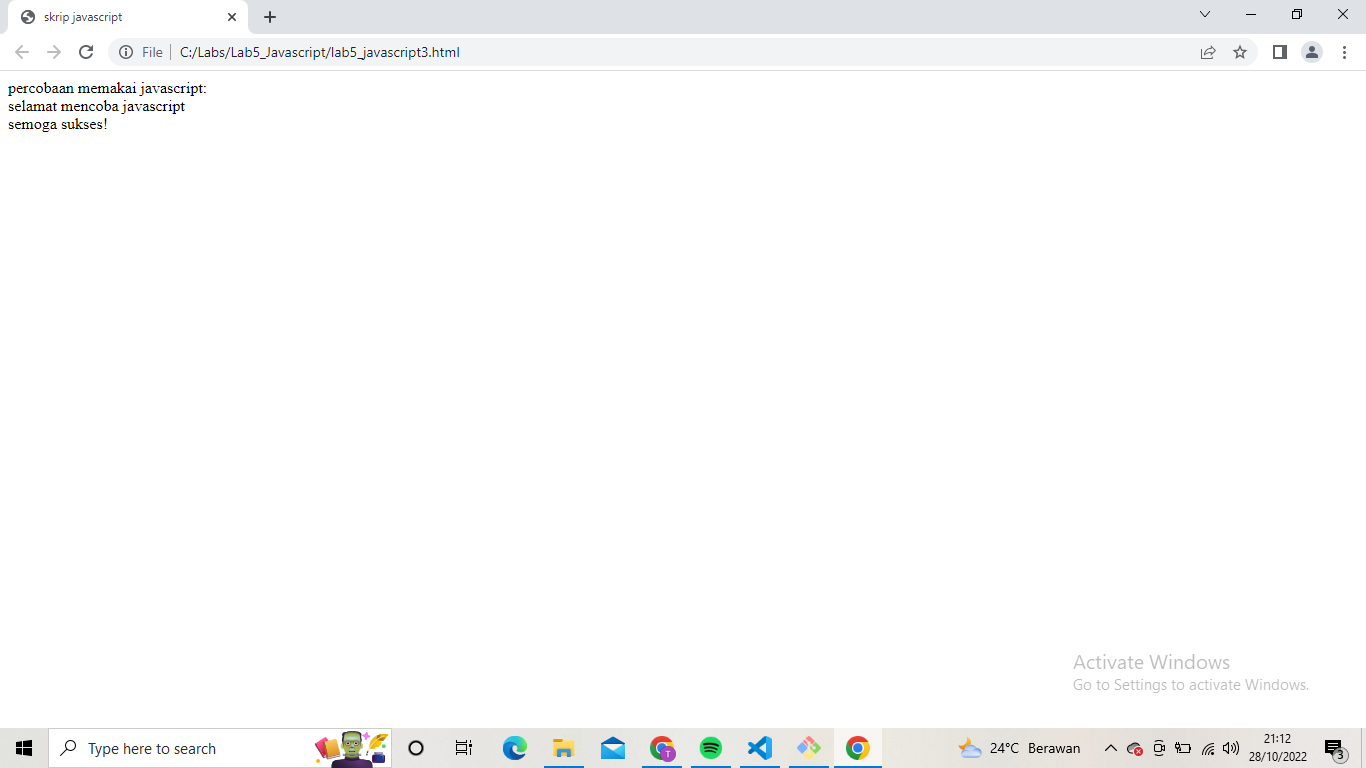 skrip javascript
File
C:/Labs/Lab5_Javascript/lab5_javascript3.html
percobaan memakai javascript:
selamat mencoba javascript
semoga sukses!
Activate Windows
Go to Settings to activate Windows.
Type here to search
T
24°C Berawan
21:12
28/10/2022
3